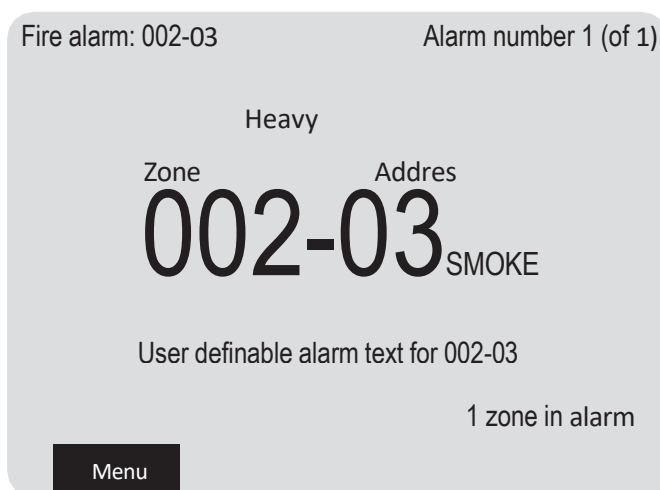 Fire alarm: 002-03 Alarm number 1 (of 1)
Heavy
Zone Addres
002-03 SMOKE
User definable alarm text for 002-03
1 zone in alarm
Menu